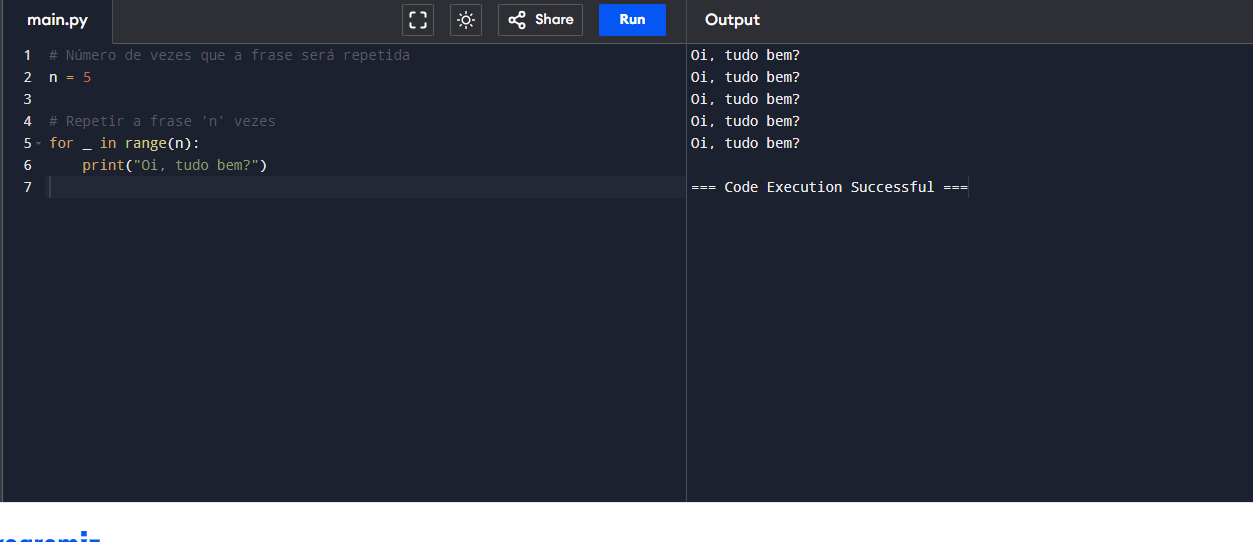 main.py
Share
Run
Output
1 # Número de vezes que a frase será repetida
2 n = 5
3
4 # Repetir a frase 'n' vezes
5 for _ in range(n):
6     print("Oi, tudo bem?")
7
Oi, tudo bem?
Oi, tudo bem?
Oi, tudo bem?
Oi, tudo bem?
Oi, tudo bem?
=== Code Execution Successful ===